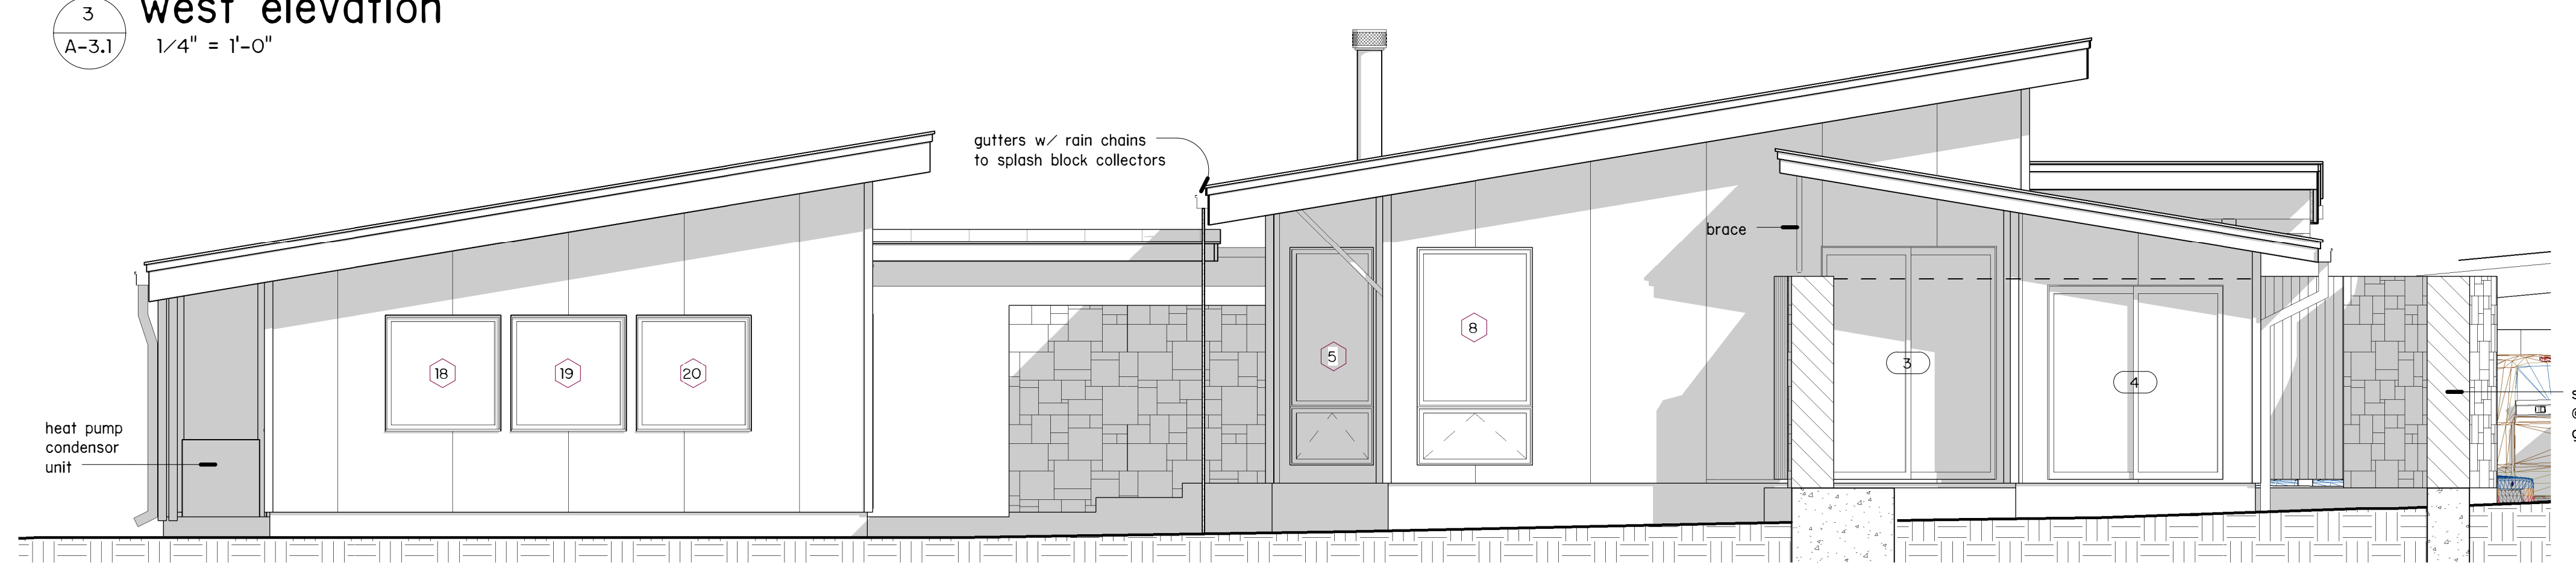 3
A-3.1
west elevation
1/4" = 1'-0"
gutters w/ rain chains
to splash block collectors
brace
8
5
3
18
19
20
4
heat pump
condensor
unit